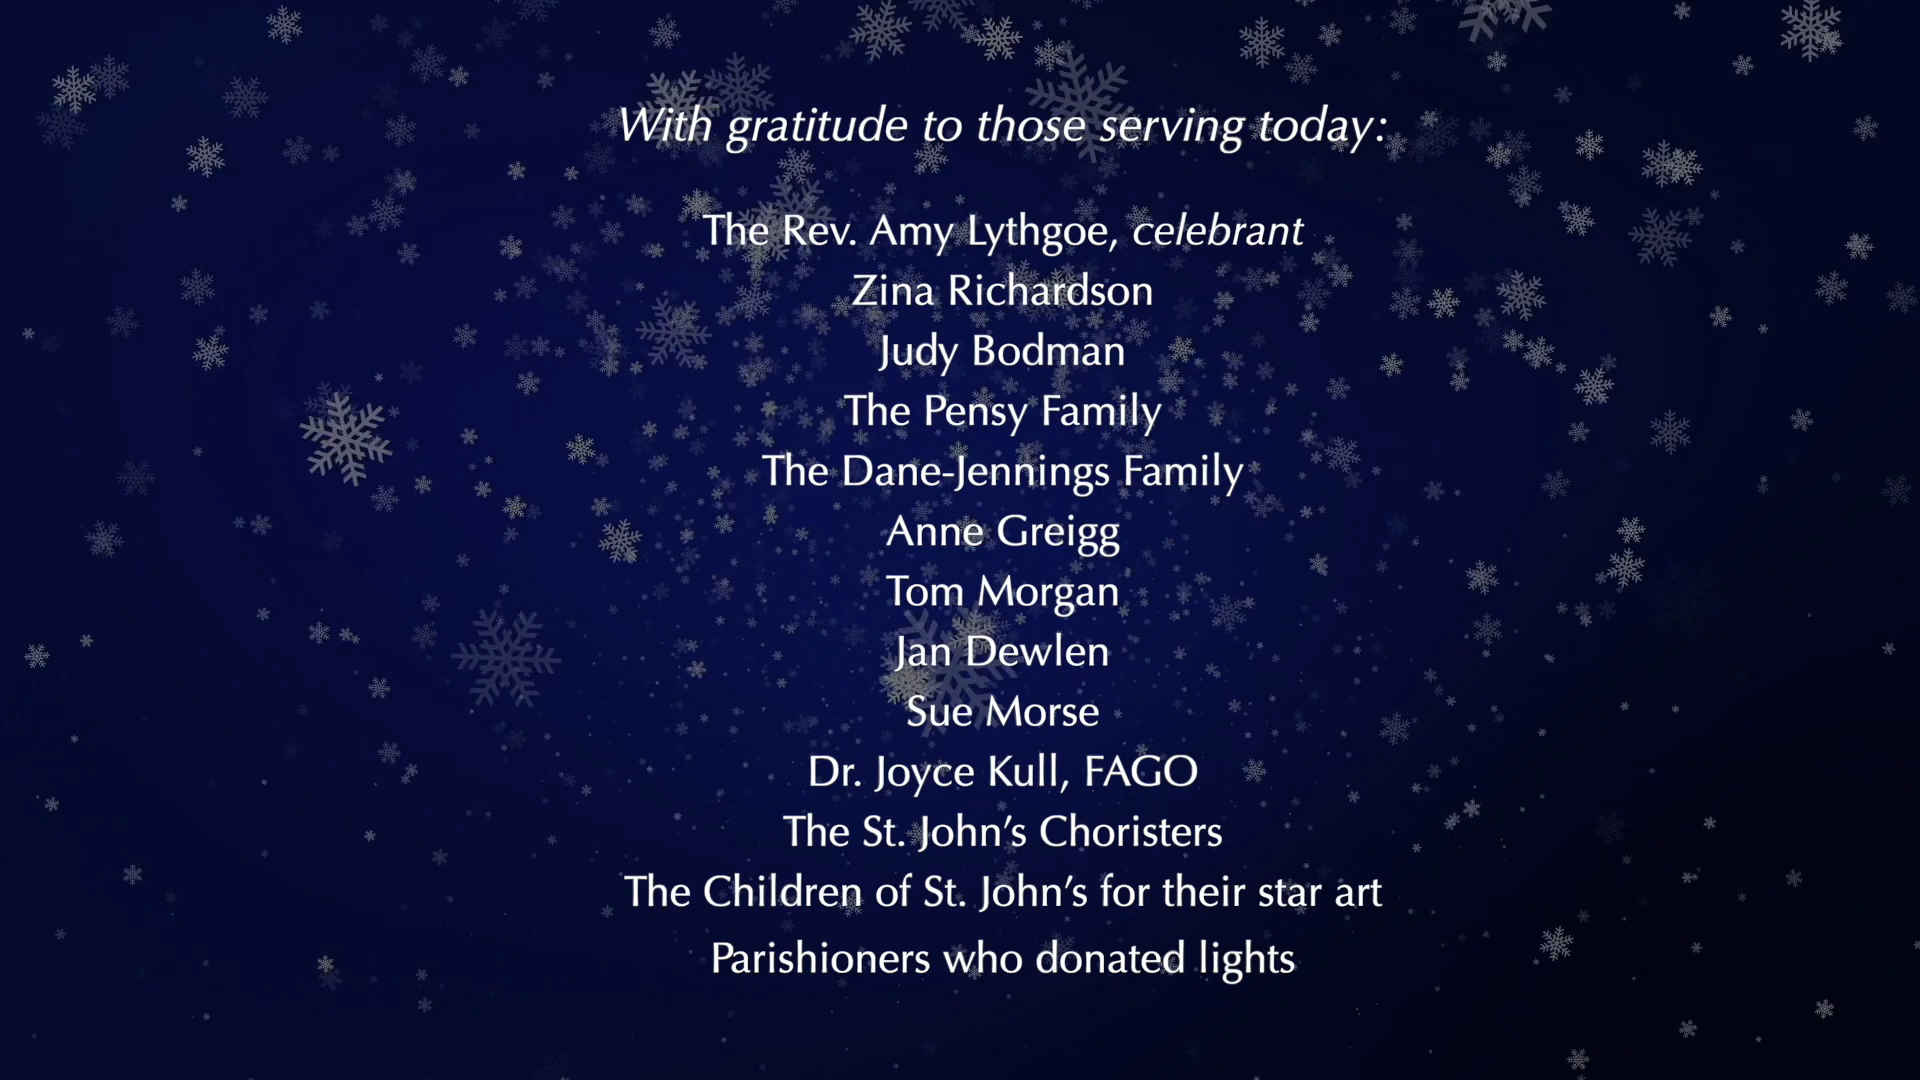 With gratitude to those serving today:
The Rev. Amy Lythgoe, celebrant
Zina Richardson
Judy Bodman
The Pensy Family
The Dane-Jennings Family
Anne Greigg
Tom Morgan
Jan Dewlen
Sue Morse
Dr. Joyce Kull, FAGO
The St. John’s Choristers
The Children of St. John’s for their star art
Parishioners who donated lights